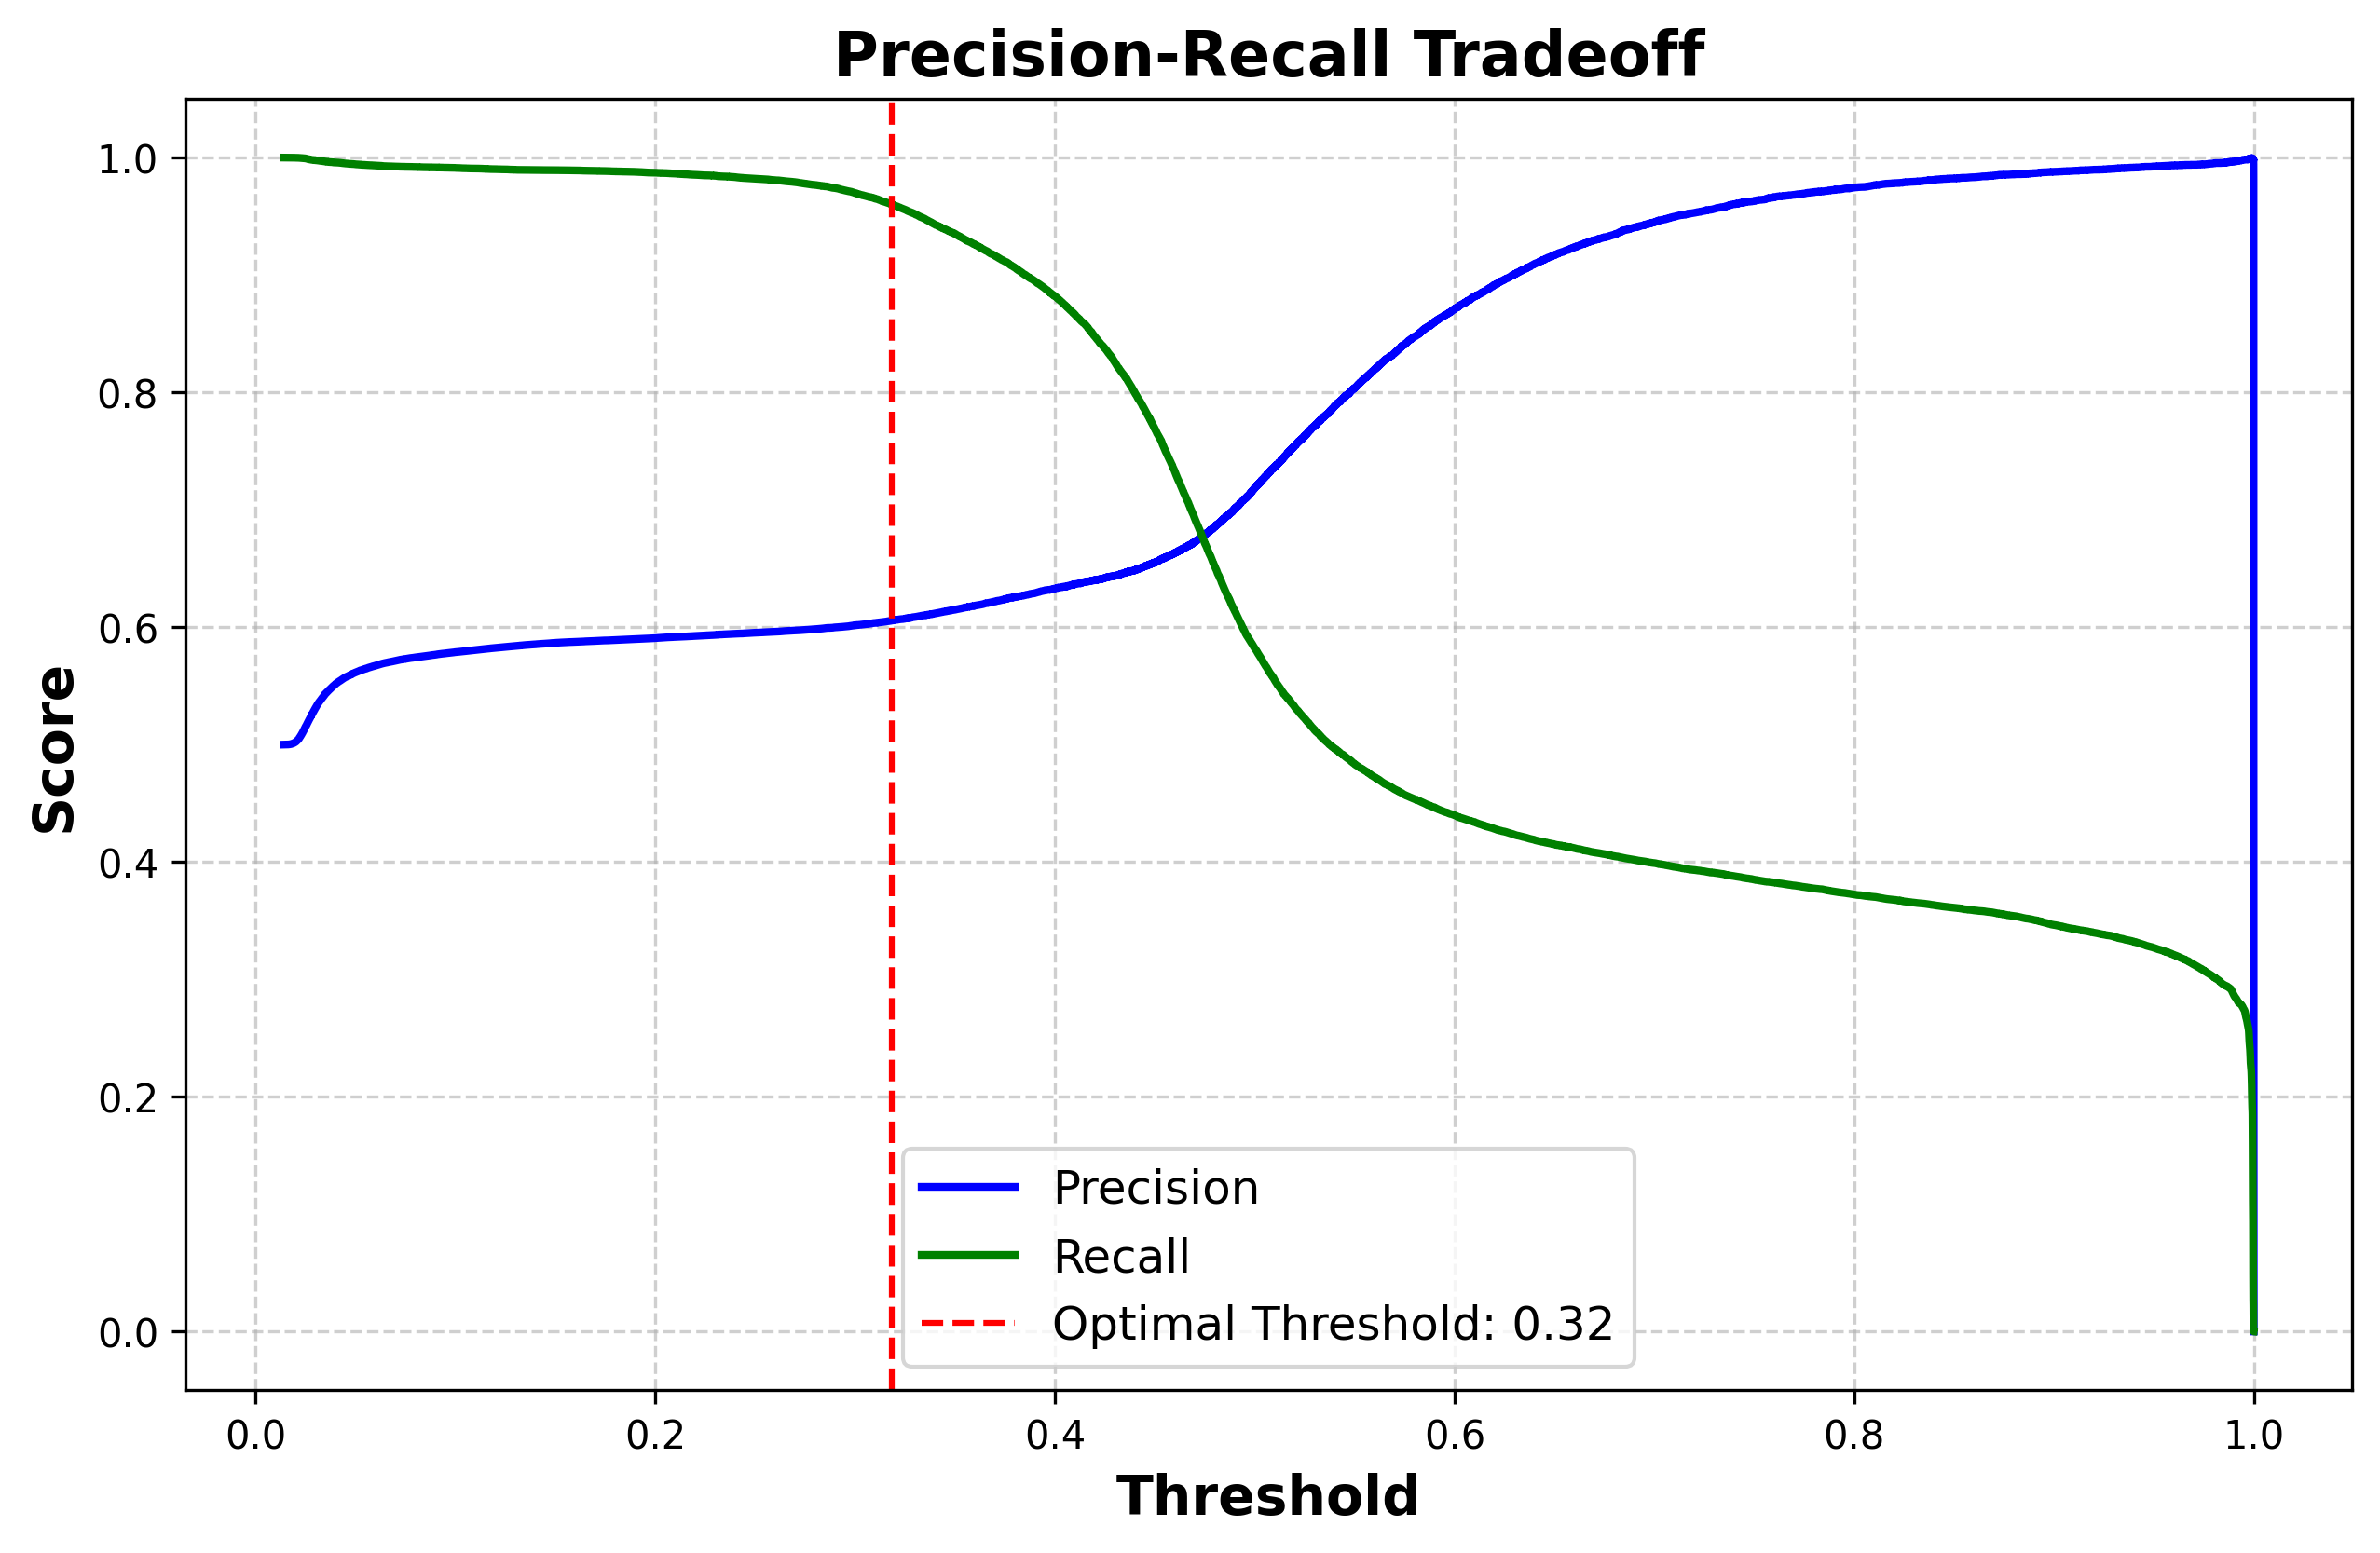 Precision-Recall Tradeoff
1.0
0.8
0.6
0.4
0.2
0.0
Score
Precision
Recall
Optimal Threshold: 0.32
0.0 0.2 0.4 0.6 0.8 1.0
Threshold